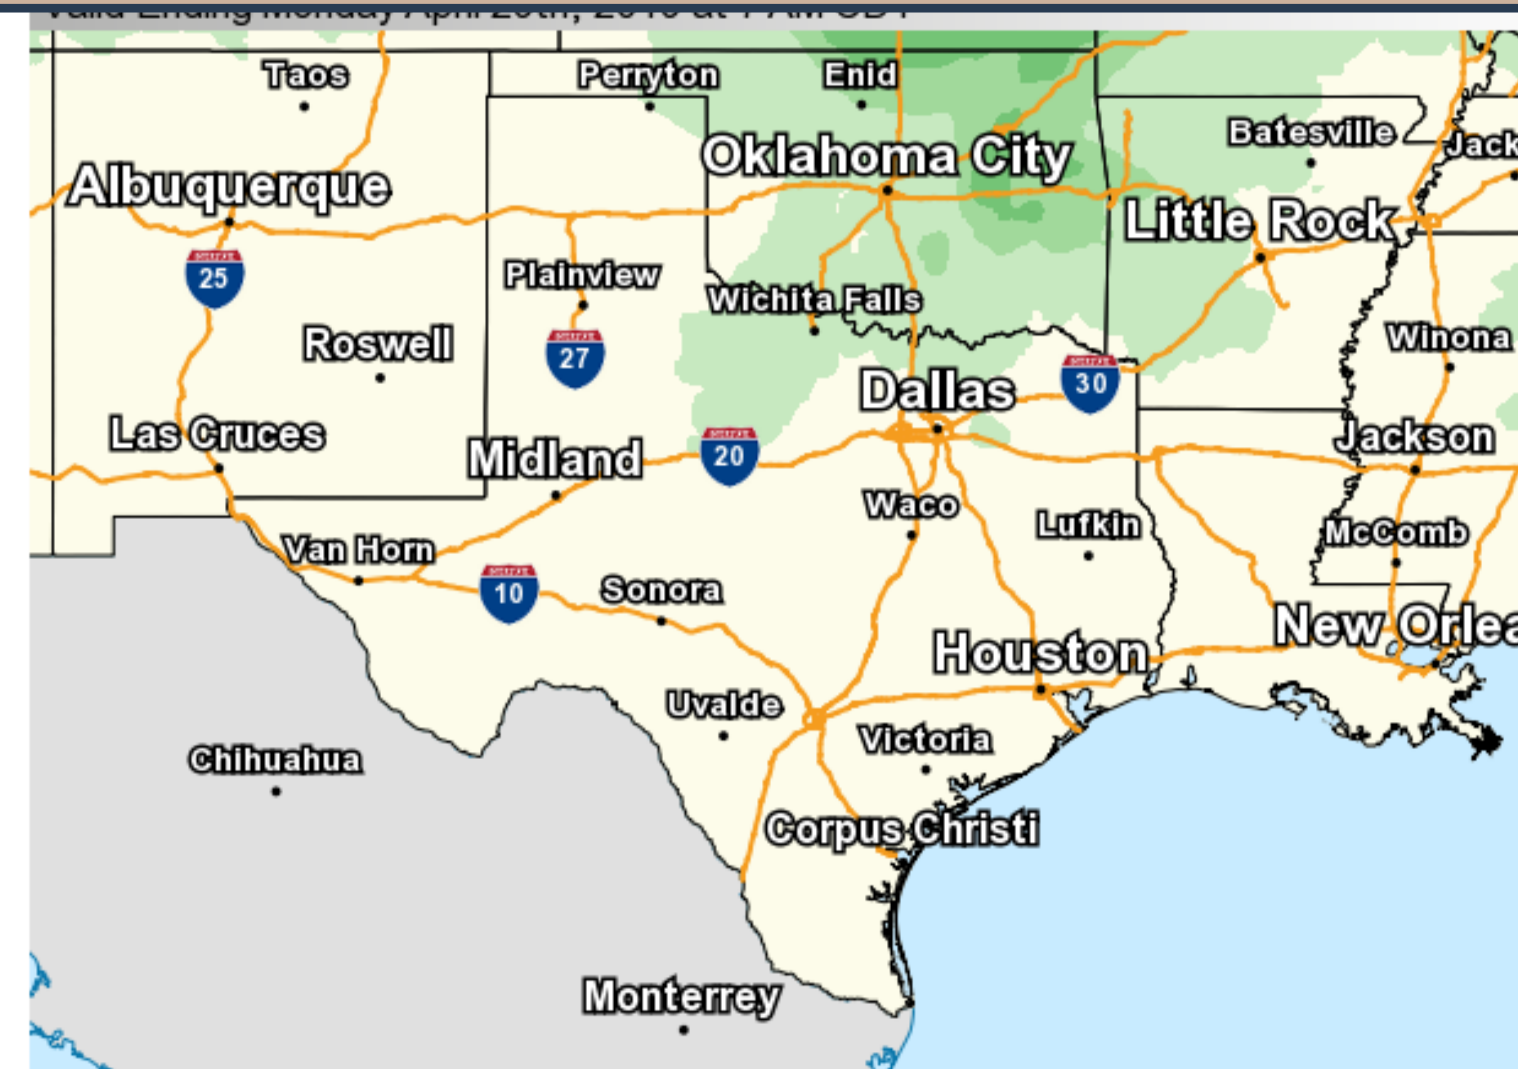 Taos
Perryton
Enid
Batesville
Jack
Oklahoma City
Albuquerque
Little Rock
25
Plainview
Wichita Falls
Roswell
27
Winona
30
Dallas
Las Cruces
Midland
20
Jackson
Waco
Lufkin
McComb
Van Horn
10
Sonora
New Orlea
Houston
Uvalde
Victoria
Chihuahua
Corpus Christi
Monterrey